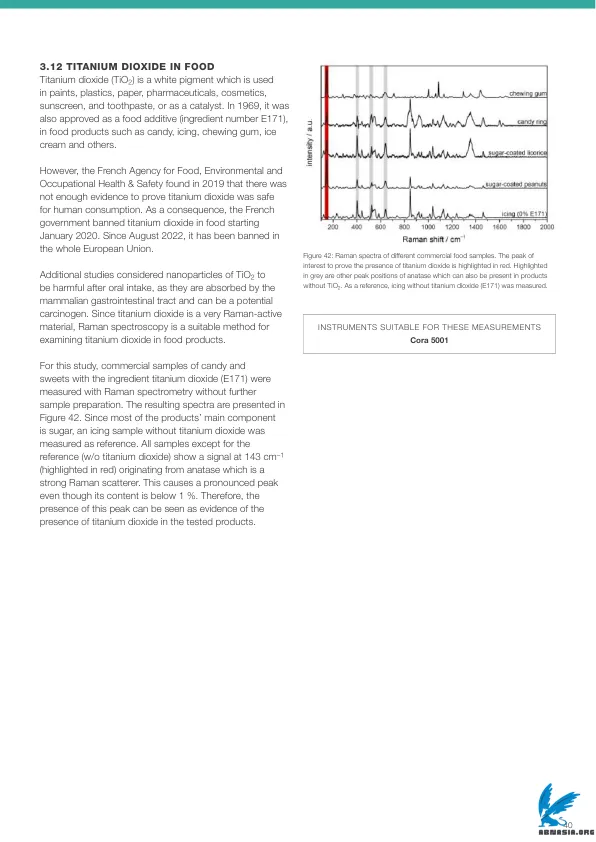 3.12 TITANIUM DIOXIDE IN FOOD
Titanium dioxide (TiO₂) is a white pigment which is used
in paints, plastics, paper, pharmaceuticals, cosmetics,
sunscreen, and toothpaste, or as a catalyst. In 1969, it was
also approved as a food additive (ingredient number E171),
in food products such as candy, icing, chewing gum, ice
cream and others.
However, the French Agency for Food, Environmental and
Occupational Health & Safety found in 2019 that there was
not enough evidence to prove titanium dioxide was safe
for human consumption. As a consequence, the French
government banned titanium dioxide in food starting
January 2020. Since August 2022, it has been banned in
the whole European Union.
Additional studies considered nanoparticles of TiO₂ to
be harmful after oral intake, as they are absorbed by the
mammalian gastrointestinal tract and can be a potential
carcinogen. Since titanium dioxide is a very Raman-active
material, Raman spectroscopy is a suitable method for
examining titanium dioxide in food products.
For this study, commercial samples of candy and
sweets with the ingredient titanium dioxide (E171) were
measured with Raman spectrometry without further
sample preparation. The resulting spectra are presented in
Figure 42. Since most of the products' main component
is sugar, an icing sample without titanium dioxide was
measured as reference. All samples except for the
reference (w/o titanium dioxide) show a signal at 143 cm⁻¹
(highlighted in red) originating from anatase which is a
strong Raman scatterer. This causes a pronounced peak
even though its content is below 1 %. Therefore, the
presence of this peak can be seen as evidence of the
presence of titanium dioxide in the tested products.
intensity / a.u.
chewing gum
candy ring
sugar-coated licorice
sugar-coated peanuts
icing (0% E171)
200 400 600 800 1000 1200 1400 1600 1800 2000
Raman shift / cm⁻¹
Figure 42: Raman spectra of different commercial food samples. The peak of
interest to prove the presence of titanium dioxide is highlighted in red. Highlighted
in grey are other peak positions of anatase which can also be present in products
without TiO₂. As a reference, icing without titanium dioxide (E171) was measured.
INSTRUMENTS SUITABLE FOR THESE MEASUREMENTS
Cora 5001
40
ABNASIA.ORG